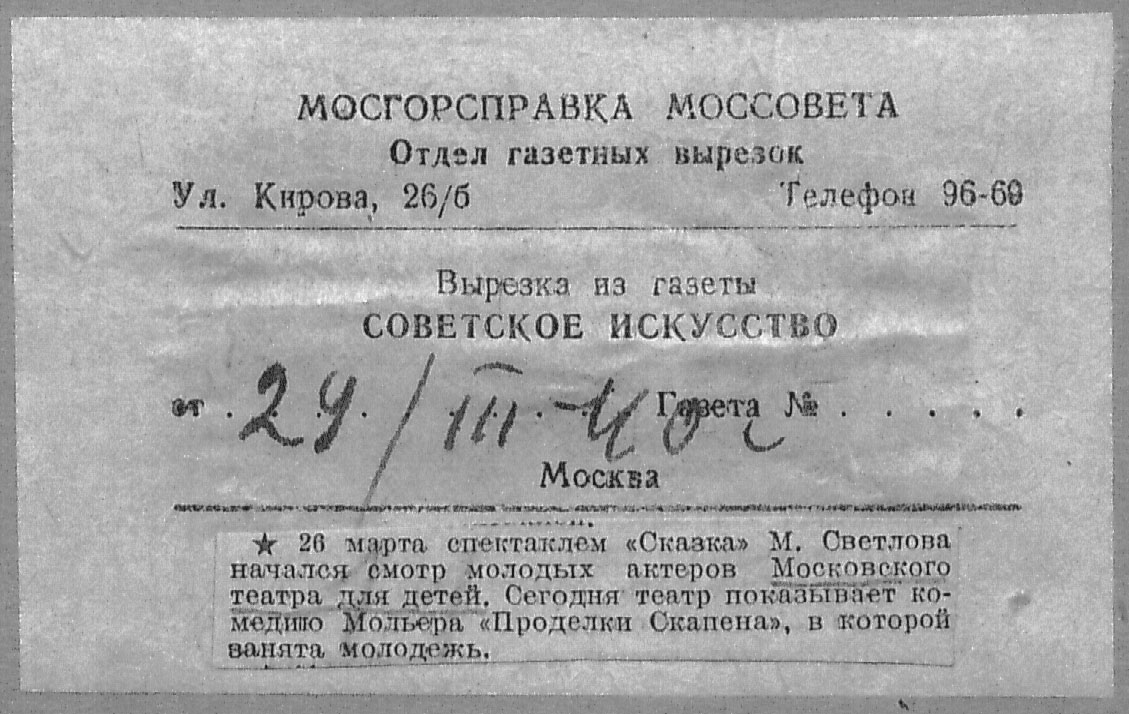 МОСГОРСПРАВКА МОССОВЕТА
Отдел газетных вырезок
Ул. Кирова, 26/б Телефон 96-69
Вырезка из газеты
СОВЕТСКОЕ ИСКУССТВО
от . 29 / III - 40 г Газета № . . . . .
Москва
★ 26 марта спектаклем «Сказка» М. Светлова
начался смотр молодых актеров Московского
театра для детей. Сегодня театр показывает ко-
медию Мольера «Проделки Скапена», в которой
занята молодежь.